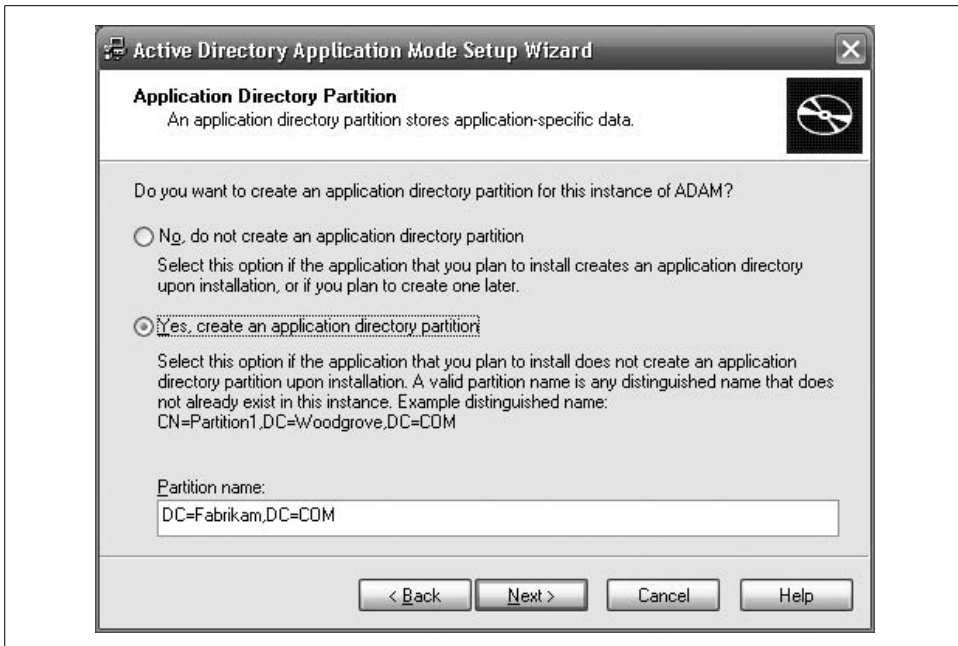 Active Directory Application Mode Setup Wizard
Application Directory Partition
An application directory partition stores application-specific data.
Do you want to create an application directory partition for this instance of ADAM?
No, do not create an application directory partition
Select this option if the application that you plan to install creates an application directory
upon installation, or if you plan to create one later.
Yes, create an application directory partition
Select this option if the application that you plan to install does not create an application
directory partition upon installation. A valid partition name is any distinguished name that does
not already exist in this instance. Example distinguished name:
CN=Partition1,DC=Woodgrove,DC=COM
Partition name:
DC=Fabrikam,DC=COM
< Back Next > Cancel Help